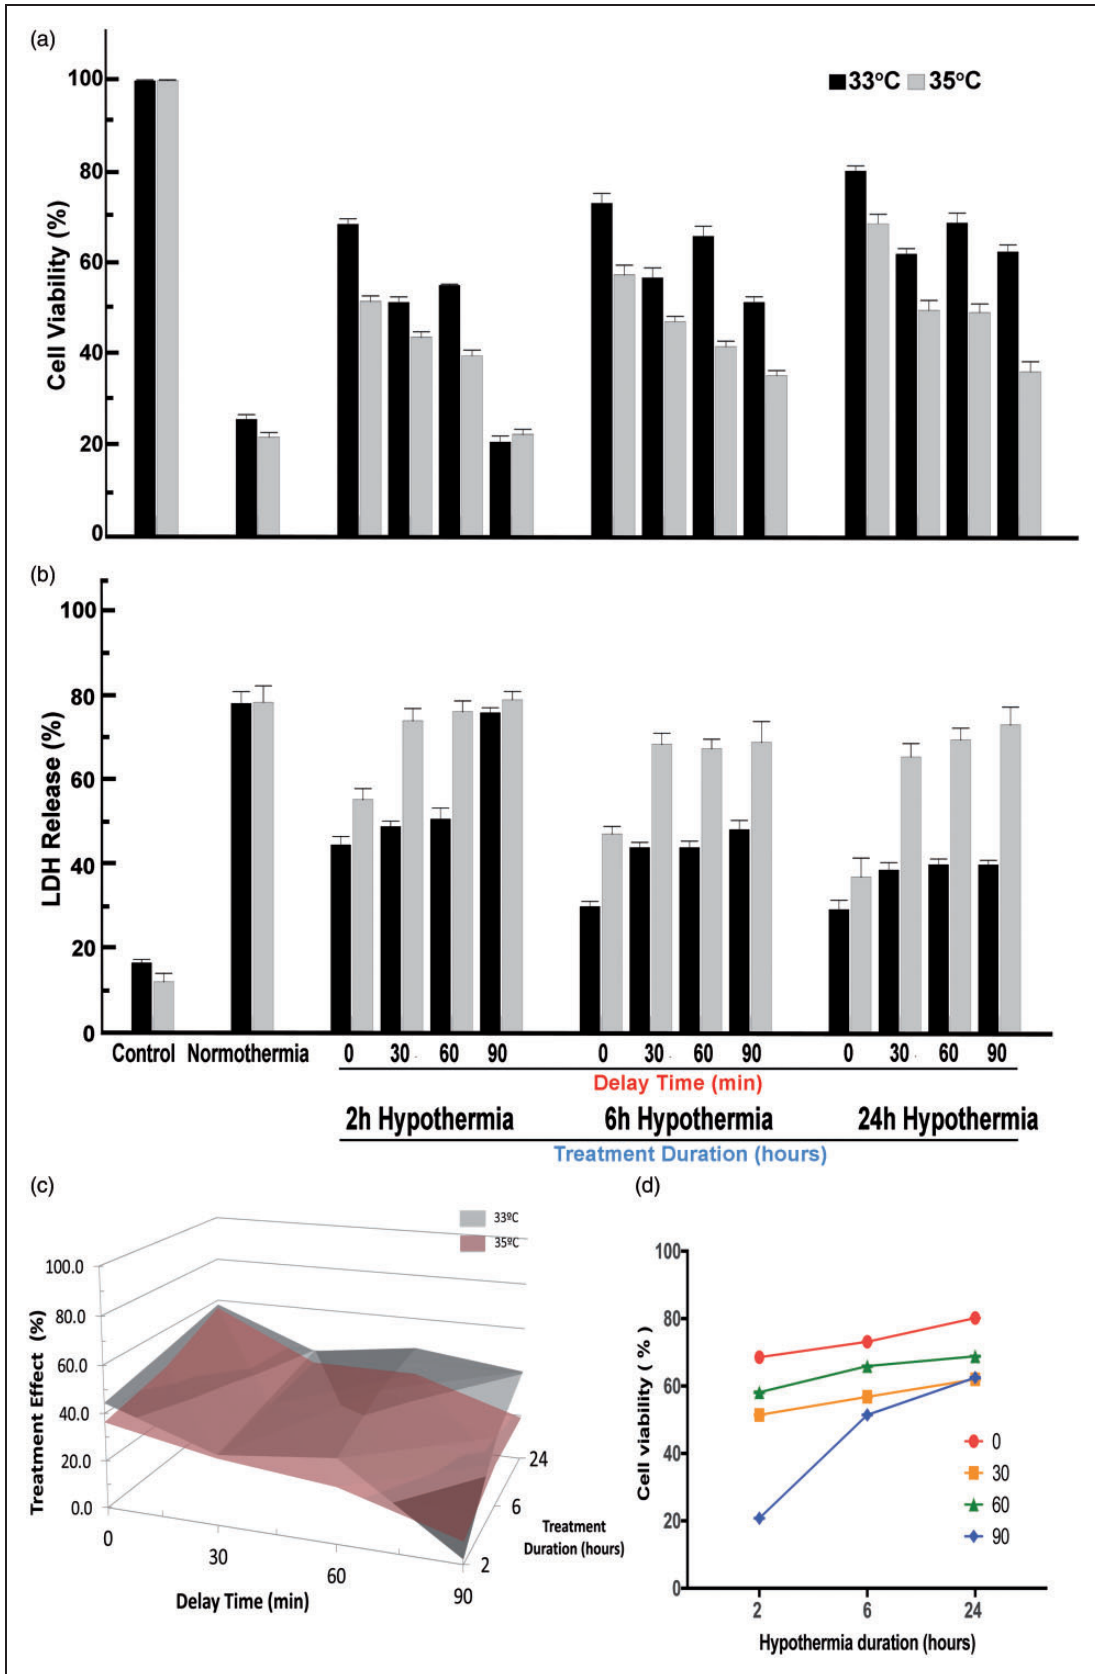 (a)
33°C 35°C
100
80
60
40
20
0
Cell Viability (%)
(b)
100
80
60
40
20
0
LDH Release (%)
Control Normothermia 0 30 60 90 0 30 60 90 0 30 60 90
Delay Time (min)
2h Hypothermia 6h Hypothermia 24h Hypothermia
Treatment Duration (hours)
(c)
33ºC
35ºC
100.0
80.0
60.0
40.0
20.0
0.0
Treatment Effect (%)
0
30
60
90
Delay Time (min)
24
6
2
Treatment
Duration (hours)
(d)
100
80
60
40
20
0
Cell viability ( % )
0
30
60
90
2 6 24
Hypothermia duration (hours)